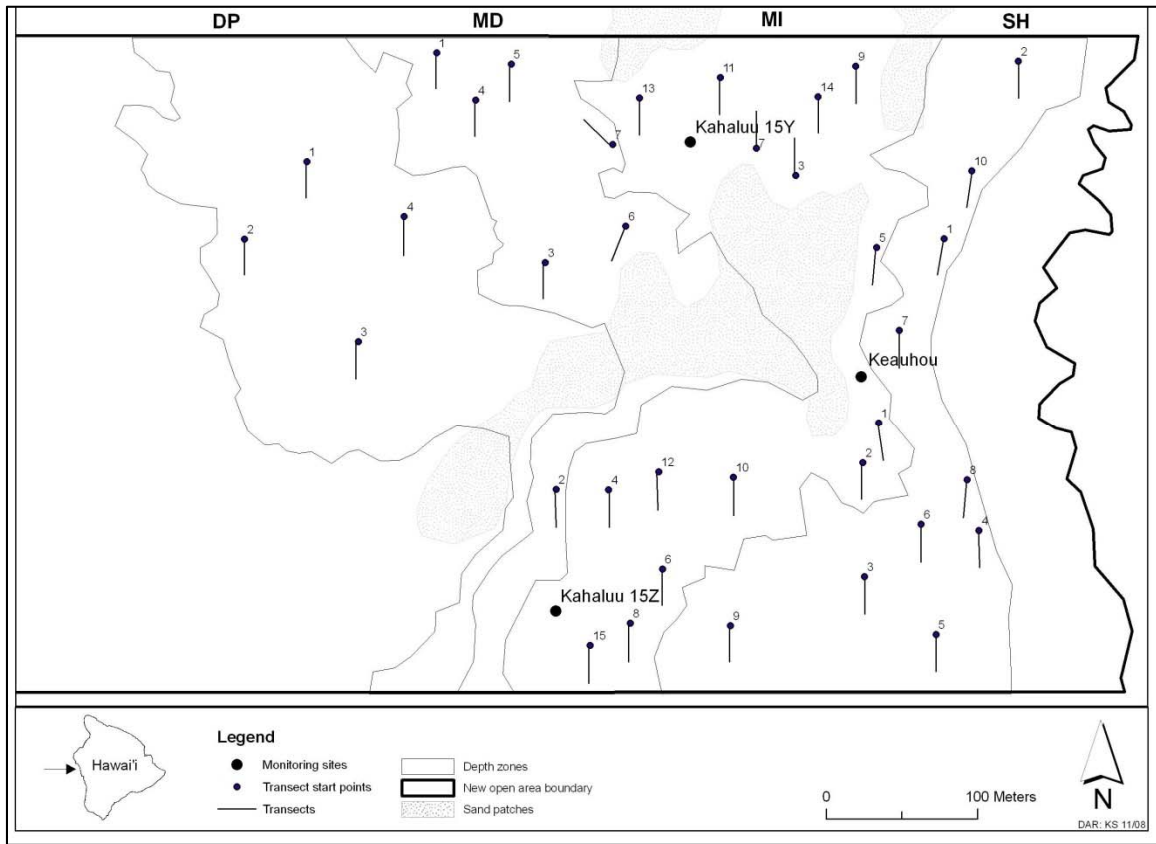 DP MD MI SH
1
5
4
13
11
14
9
2
7
Kahaluu 15Y
7
3
10
1
4
2
6
3
5
1
3
7
Keauhou
1
2
2
4
12
10
8
6
4
6
3
Kahaluu 15Z
8
9
5
15
Hawai'i
Legend
Monitoring sites
Transect start points
Transects
Depth zones
New open area boundary
Sand patches
0 100 Meters
N
DAR: KS 11/08